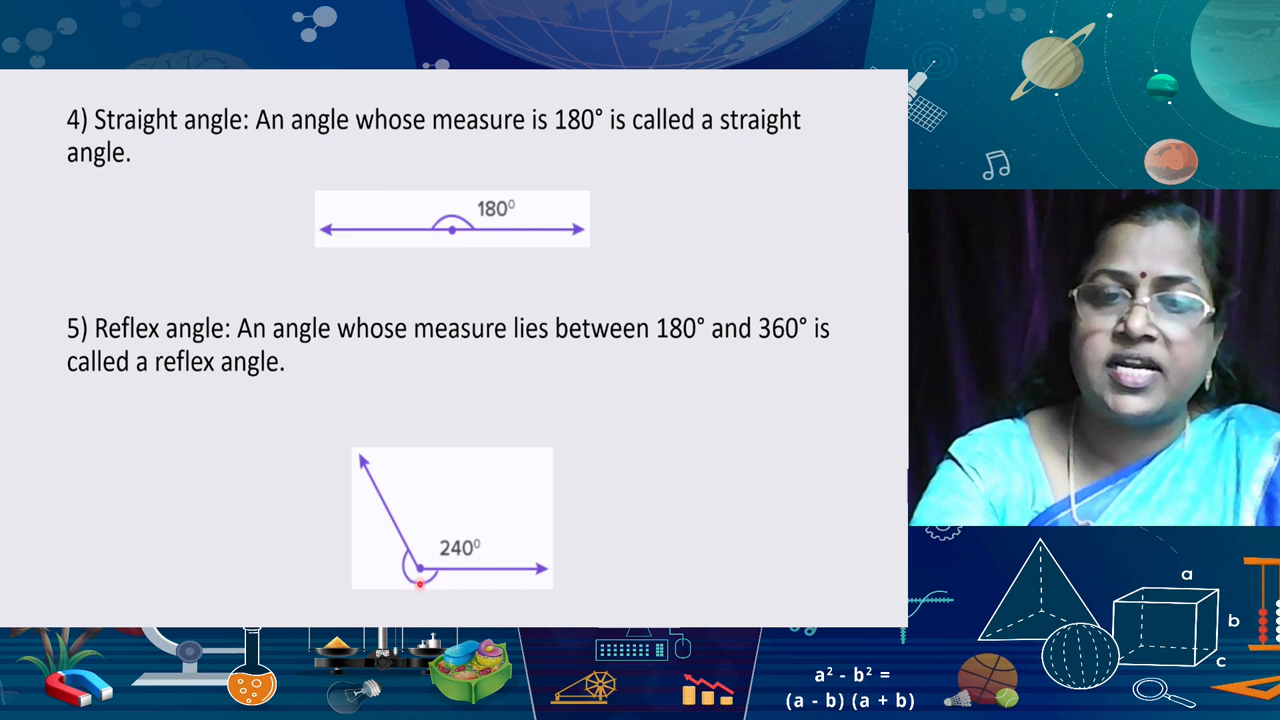 4) Straight angle: An angle whose measure is 180° is called a straight
angle.
180⁰
5) Reflex angle: An angle whose measure lies between 180° and 360° is
called a reflex angle.
240⁰
a
b
c
a² - b² =
(a - b) (a + b)